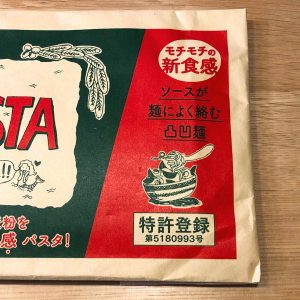 STA
!!
粉を
感 パスタ!
モチモチの
新食感
ソースが
麺によく絡む
凸凹麺
特許登録
第5180993号